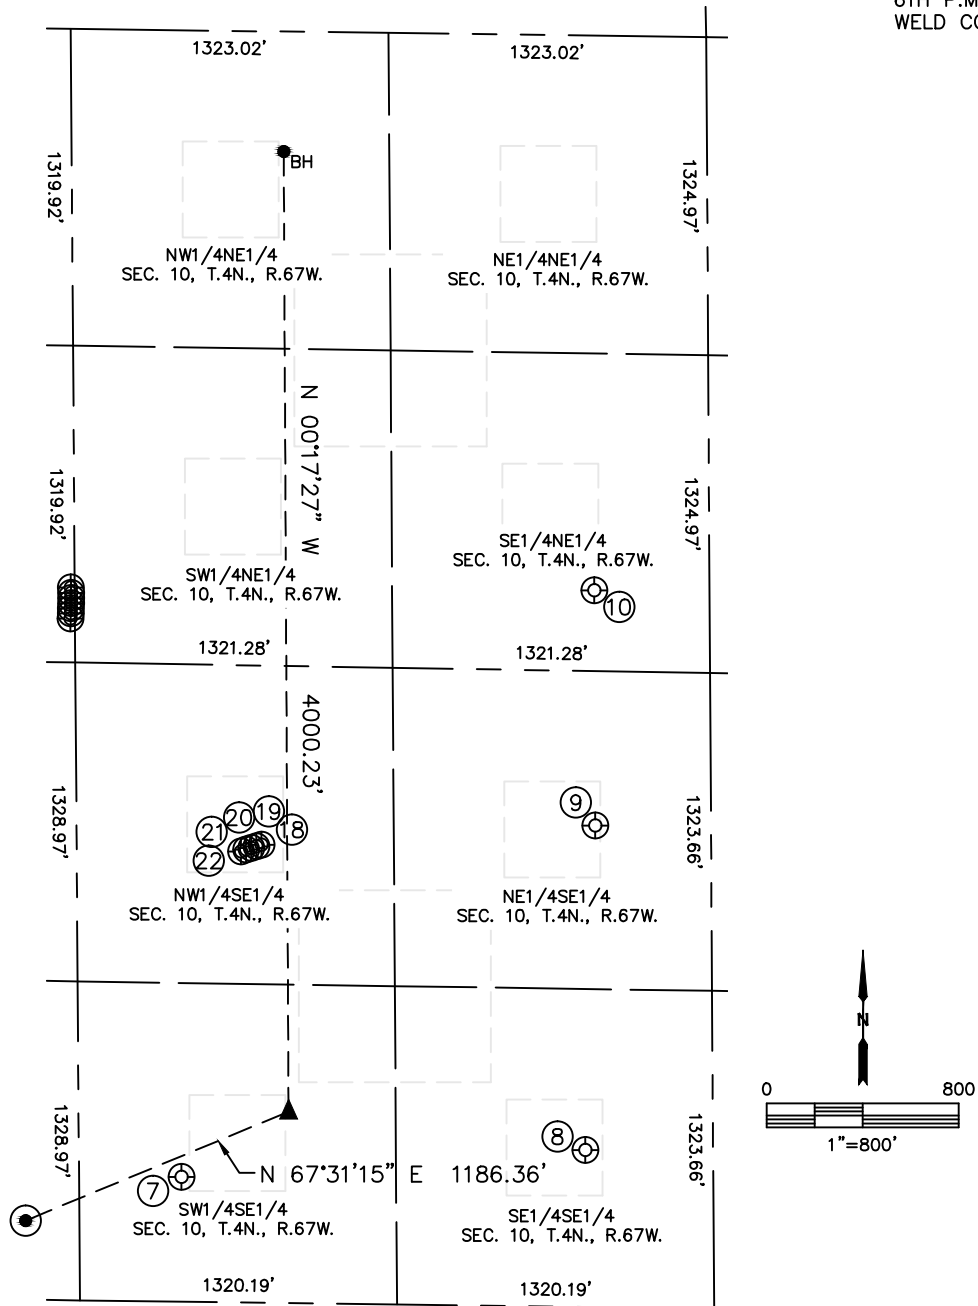 WELD CO
1323.02'
1323.02'
BH
1319.92'
1324.97'
NW1/4NE1/4
SEC. 10, T.4N., R.67W.
NE1/4NE1/4
SEC. 10, T.4N., R.67W.
N 00°17'27" W
1319.92'
1324.97'
SE1/4NE1/4
SEC. 10, T.4N., R.67W.
SW1/4NE1/4
SEC. 10, T.4N., R.67W.
10
1321.28'
1321.28'
4000.23'
1328.97'
1323.66'
9
20
19
18
21
22
NW1/4SE1/4
SEC. 10, T.4N., R.67W.
NE1/4SE1/4
SEC. 10, T.4N., R.67W.
N
0 800
1"=800'
1328.97'
1323.66'
8
N 67°31'15" E 1186.36'
7
SW1/4SE1/4
SEC. 10, T.4N., R.67W.
SE1/4SE1/4
SEC. 10, T.4N., R.67W.
1320.19'
1320.19'